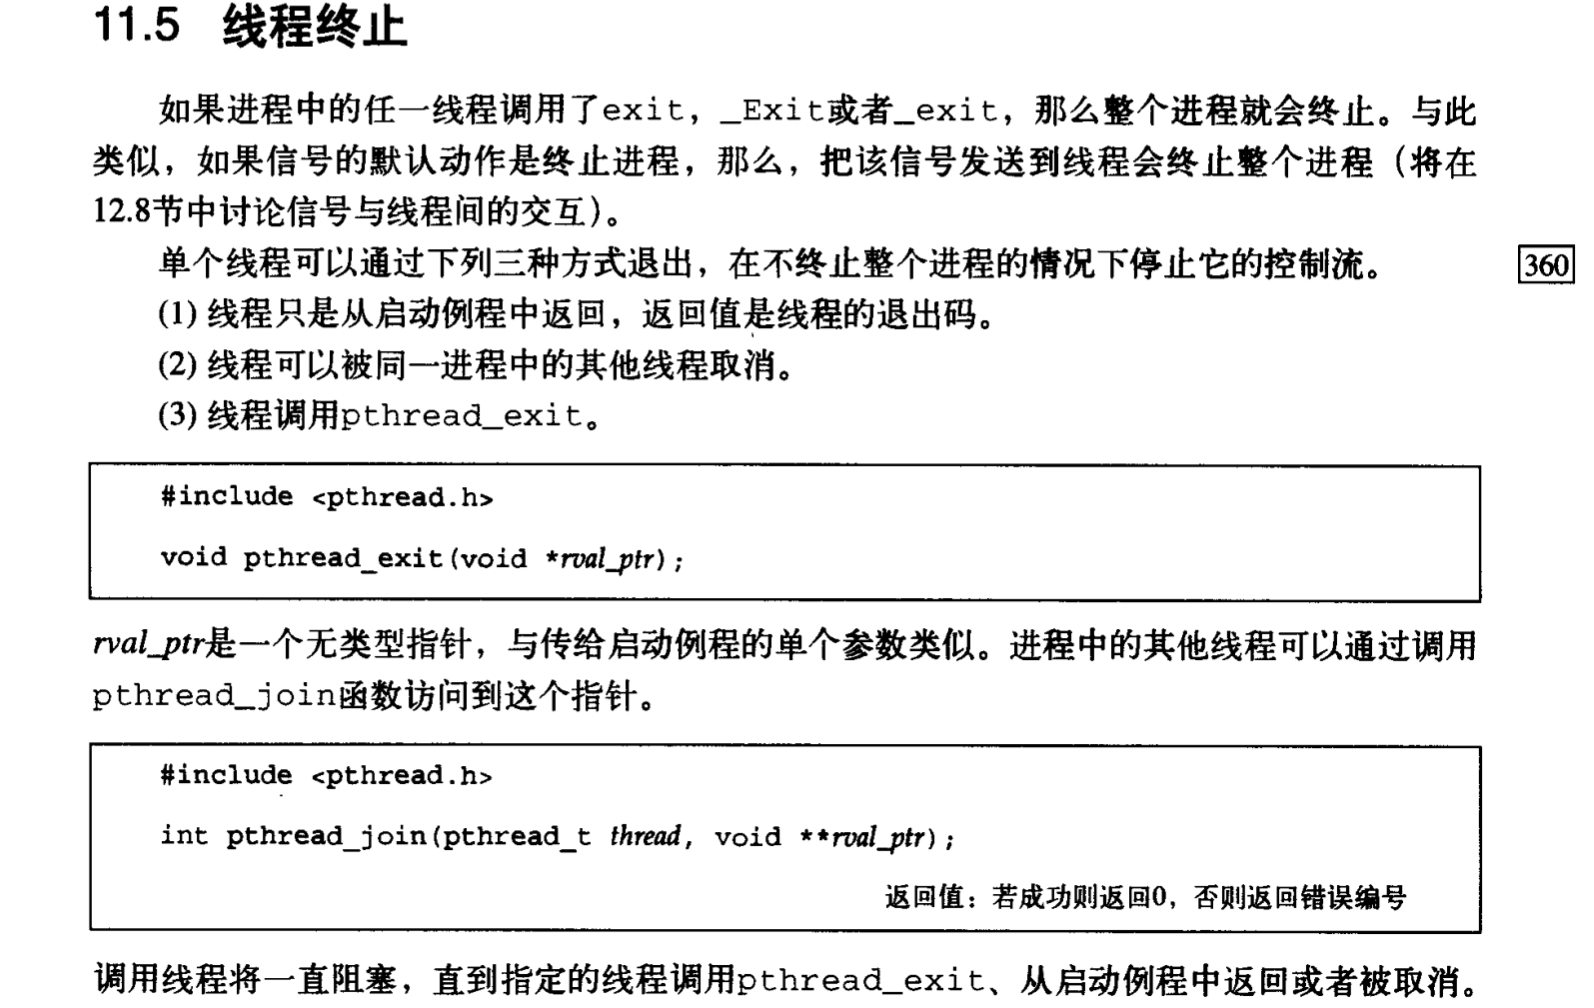 11.5 线程终止
如果进程中的任一线程调用了exit，_Exit或者_exit，那么整个进程就会终止。与此
类似，如果信号的默认动作是终止进程，那么，把该信号发送到线程会终止整个进程（将在
12.8节中讨论信号与线程间的交互）。
单个线程可以通过下列三种方式退出，在不终止整个进程的情况下停止它的控制流。
360
(1) 线程只是从启动例程中返回，返回值是线程的退出码。
(2) 线程可以被同一进程中的其他线程取消。
(3) 线程调用pthread_exit。
#include <pthread.h>
void pthread_exit(void *rval_ptr);
rval_ptr是一个无类型指针，与传给启动例程的单个参数类似。进程中的其他线程可以通过调用
pthread_join函数访问到这个指针。
#include <pthread.h>
int pthread_join(pthread_t thread, void **rval_ptr);
返回值：若成功则返回0，否则返回错误编号
调用线程将一直阻塞，直到指定的线程调用pthread_exit、从启动例程中返回或者被取消。